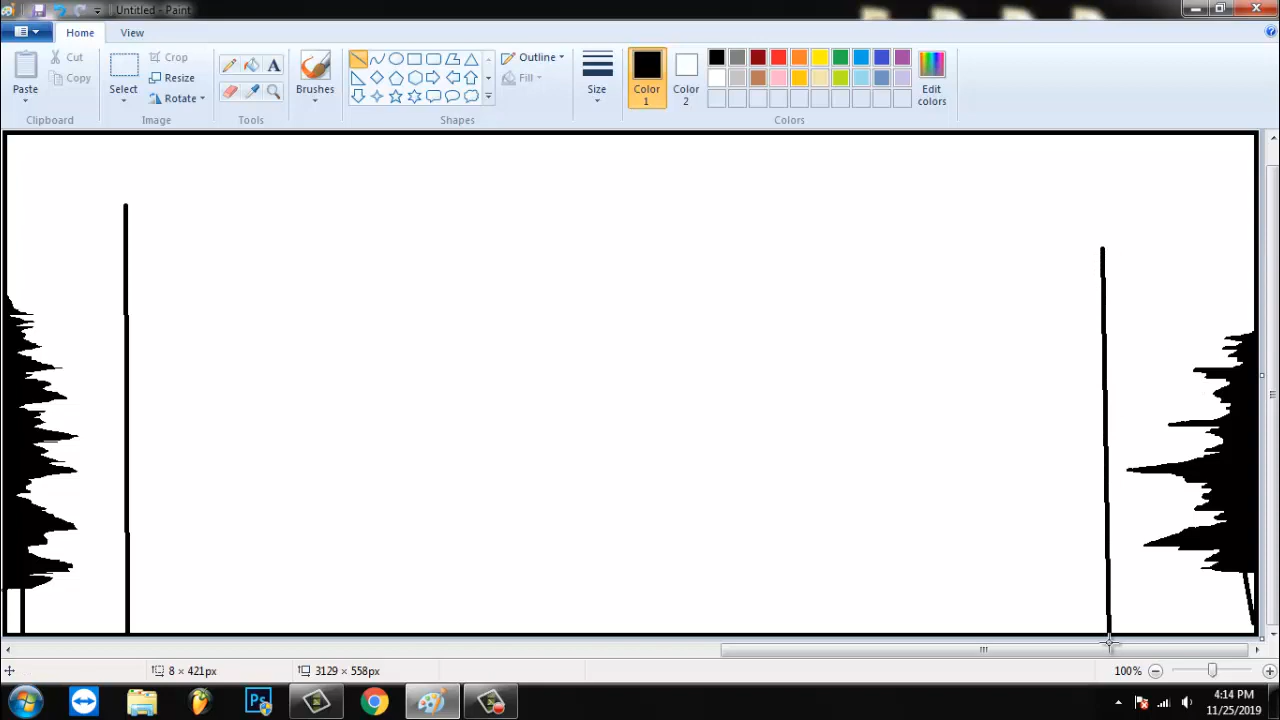 Untitled - Paint
Home View
Paste
Cut
Copy
Clipboard
Select
Crop
Resize
Rotate
Image
A
Tools
Brushes
Shapes
Outline
Fill
Size
Color 1
Color 2
Colors
Edit colors
8 × 421px
3129 × 558px
100%
Ps
4:14 PM
11/25/2019